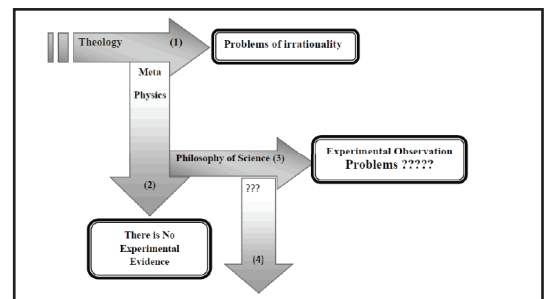 Theology (1)
Problems of irrationality
Meta
Physics
Philosophy of Science (3)
Experimental Observation
Problems ?????
(2)
???
There is No
Experimental
Evidence
(4)